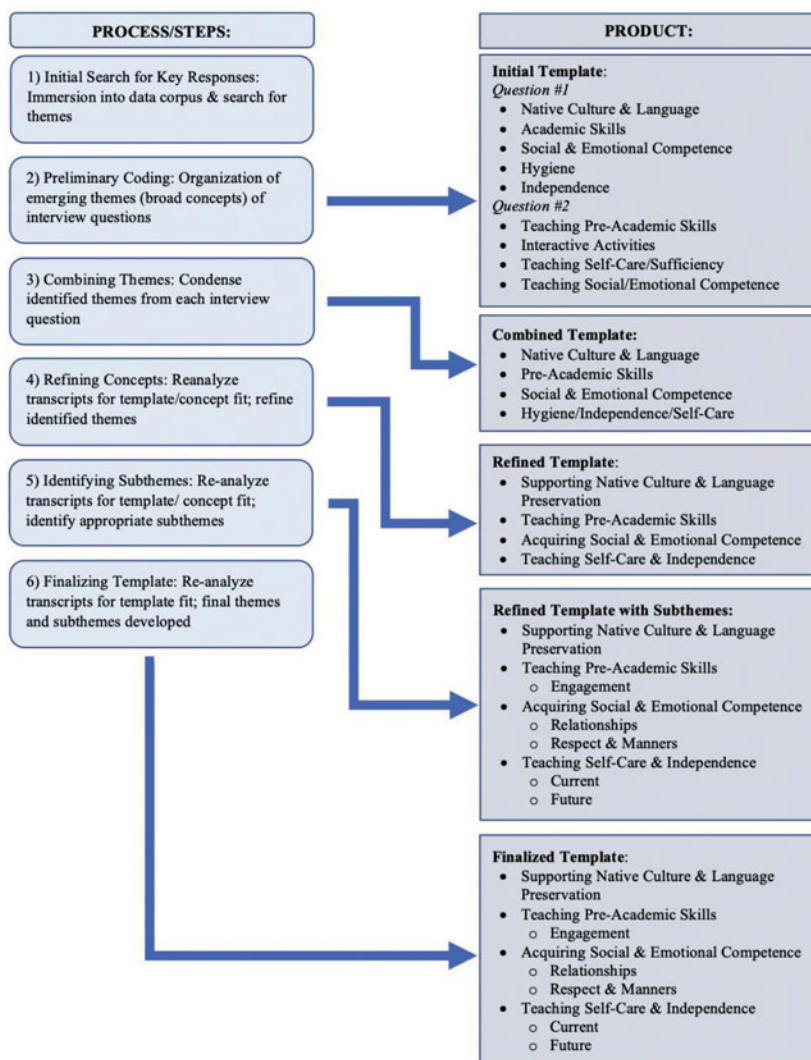 PROCESS/STEPS:
1) Initial Search for Key Responses:
Immersion into data corpus & search for
themes
2) Preliminary Coding: Organization of
emerging themes (broad concepts) of
interview questions
3) Combining Themes: Condense
identified themes from each interview
question
4) Refining Concepts: Reanalyze
transcripts for template/concept fit; refine
identified themes
5) Identifying Subthemes: Re-analyze
transcripts for template/ concept fit;
identify appropriate subthemes
6) Finalizing Template: Re-analyze
transcripts for template fit; final themes
and subthemes developed
PRODUCT:
Initial Template:
Question #1
• Native Culture & Language
• Academic Skills
• Social & Emotional Competence
• Hygiene
• Independence
Question #2
• Teaching Pre-Academic Skills
• Interactive Activities
• Teaching Self-Care/Sufficiency
• Teaching Social/Emotional Competence
Combined Template:
• Native Culture & Language
• Pre-Academic Skills
• Social & Emotional Competence
• Hygiene/Independence/Self-Care
Refined Template:
• Supporting Native Culture & Language
Preservation
• Teaching Pre-Academic Skills
• Acquiring Social & Emotional Competence
• Teaching Self-Care & Independence
Refined Template with Subthemes:
• Supporting Native Culture & Language
Preservation
• Teaching Pre-Academic Skills
o Engagement
• Acquiring Social & Emotional Competence
o Relationships
o Respect & Manners
• Teaching Self-Care & Independence
o Current
o Future
Finalized Template:
• Supporting Native Culture & Language
Preservation
• Teaching Pre-Academic Skills
o Engagement
• Acquiring Social & Emotional Competence
o Relationships
o Respect & Manners
• Teaching Self-Care & Independence
o Current
o Future